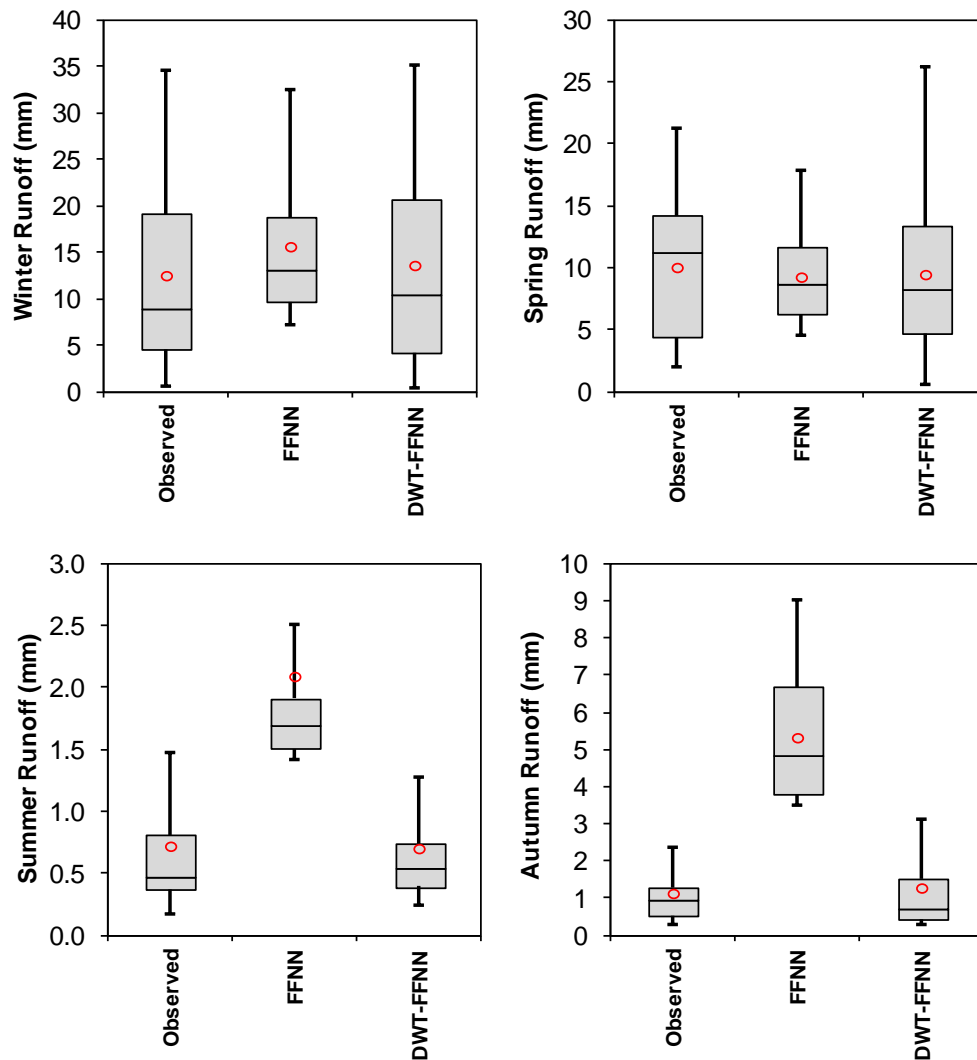 Winter Runoff (mm)
40
35
30
25
20
15
10
5
0
Observed
FFNN
DWT-FFNN
Spring Runoff (mm)
30
25
20
15
10
5
0
Observed
FFNN
DWT-FFNN
Summer Runoff (mm)
3.0
2.5
2.0
1.5
1.0
0.5
0.0
Observed
FFNN
DWT-FFNN
Autumn Runoff (mm)
10
9
8
7
6
5
4
3
2
1
0
Observed
FFNN
DWT-FFNN